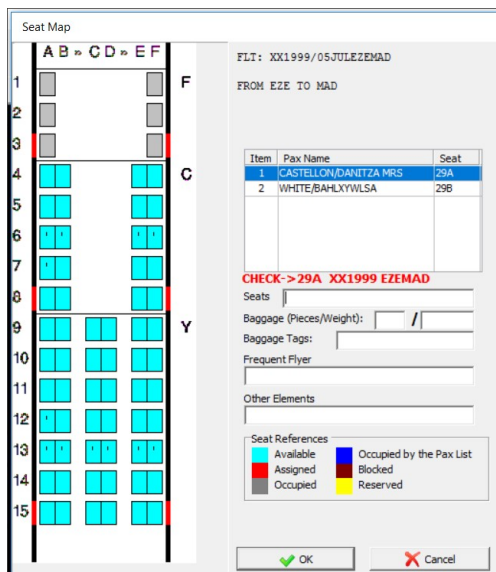 Seat Map
A B » C D » E F
FLT: XX1999/05JULEZEMAD
FROM EZE TO MAD
1 F
2
3
4 C
5
6
7
8
9 Y
10
11
12
13
14
15
Item Pax Name Seat
1 CASTELLON/DANITZA MRS 29A
2 WHITE/BAHLXYWLSA 29B
CHECK->29A XX1999 EZEMAD
Seats
Baggage (Pieces/Weight): /
Baggage Tags:
Frequent Flyer
Other Elements
Seat References
Available Occupied by the Pax List
Assigned Blocked
Occupied Reserved
OK Cancel